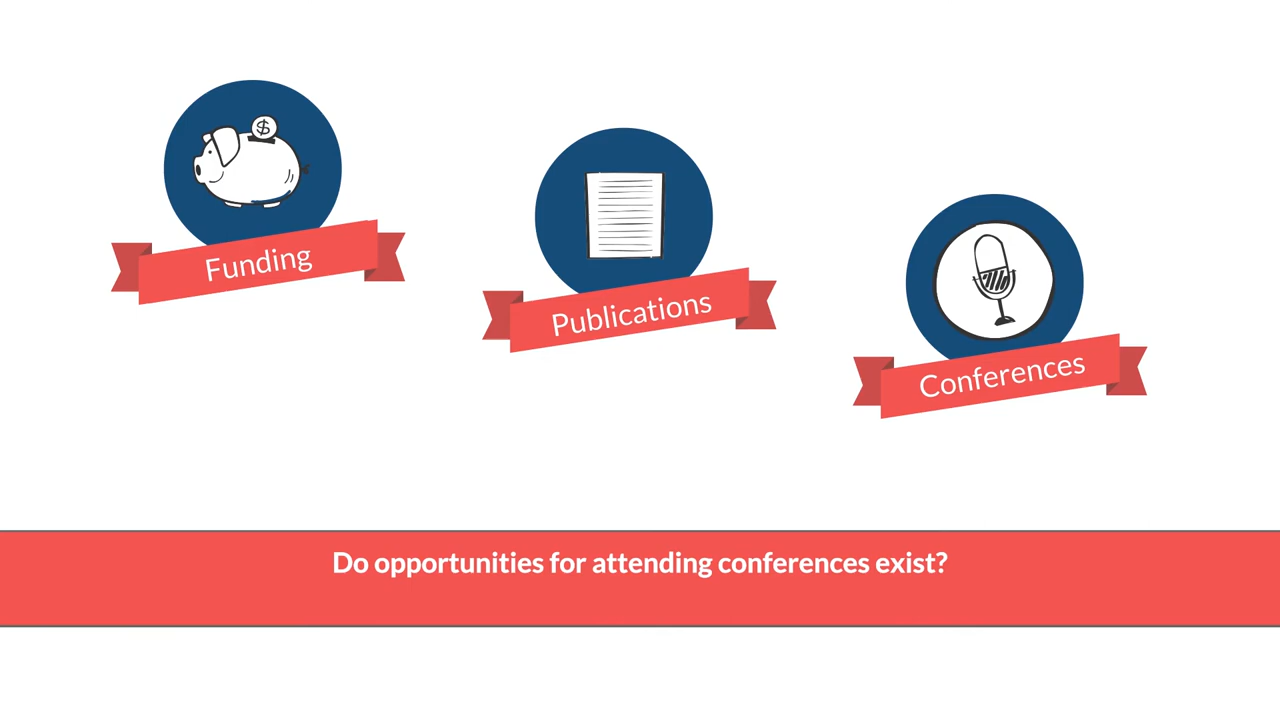 Funding
Publications
Conferences
Do opportunities for attending conferences exist?